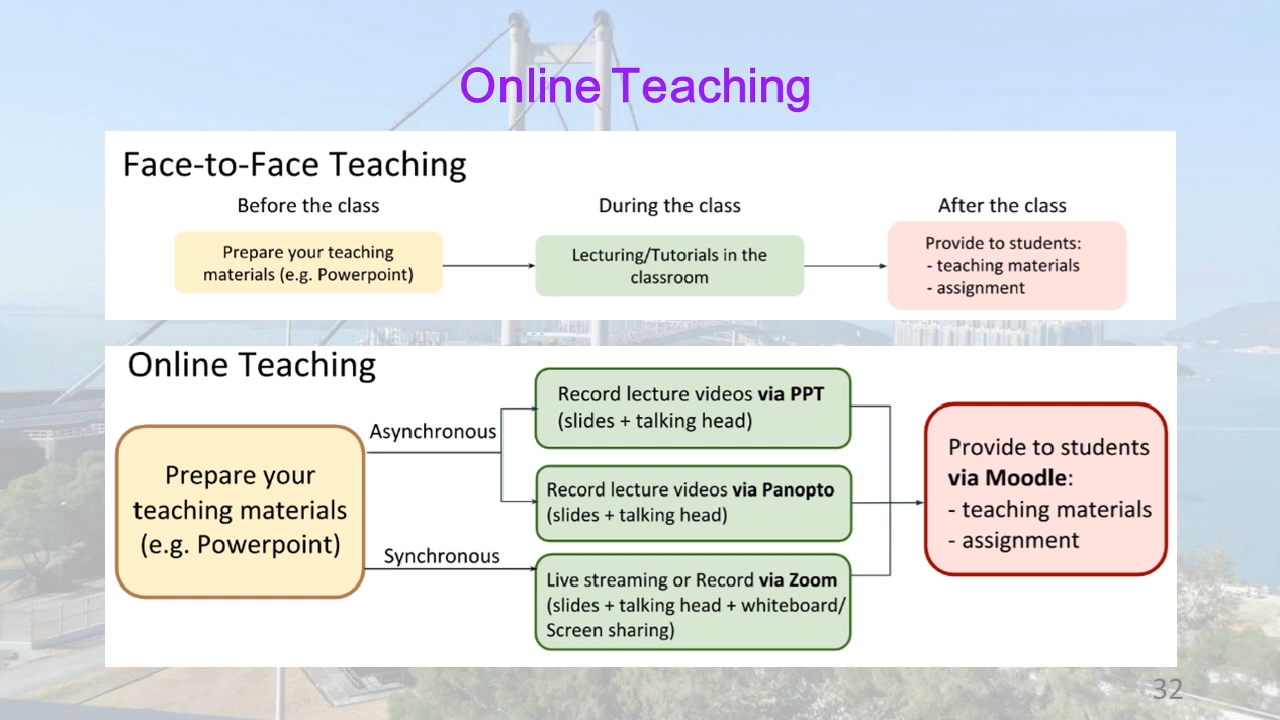 Online Teaching
Face-to-Face Teaching
Before the class
During the class
After the class
Prepare your teaching
materials (e.g. Powerpoint)
Lecturing/Tutorials in the
classroom
Provide to students:
- teaching materials
- assignment
Online Teaching
Prepare your
teaching materials
(e.g. Powerpoint)
Asynchronous
Synchronous
Record lecture videos via PPT
(slides + talking head)
Record lecture videos via Panopto
(slides + talking head)
Live streaming or Record via Zoom
(slides + talking head + whiteboard/
Screen sharing)
Provide to students
via Moodle:
- teaching materials
- assignment
32